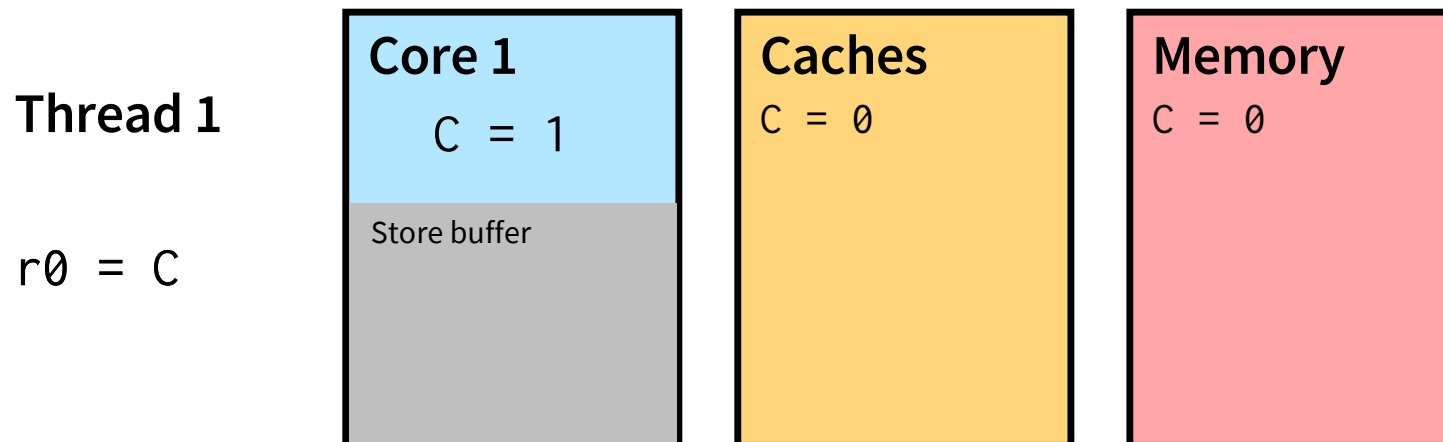 Thread 1
r0 = C
Core 1
C = 1
Store buffer
Caches
C = 0
Memory
C = 0